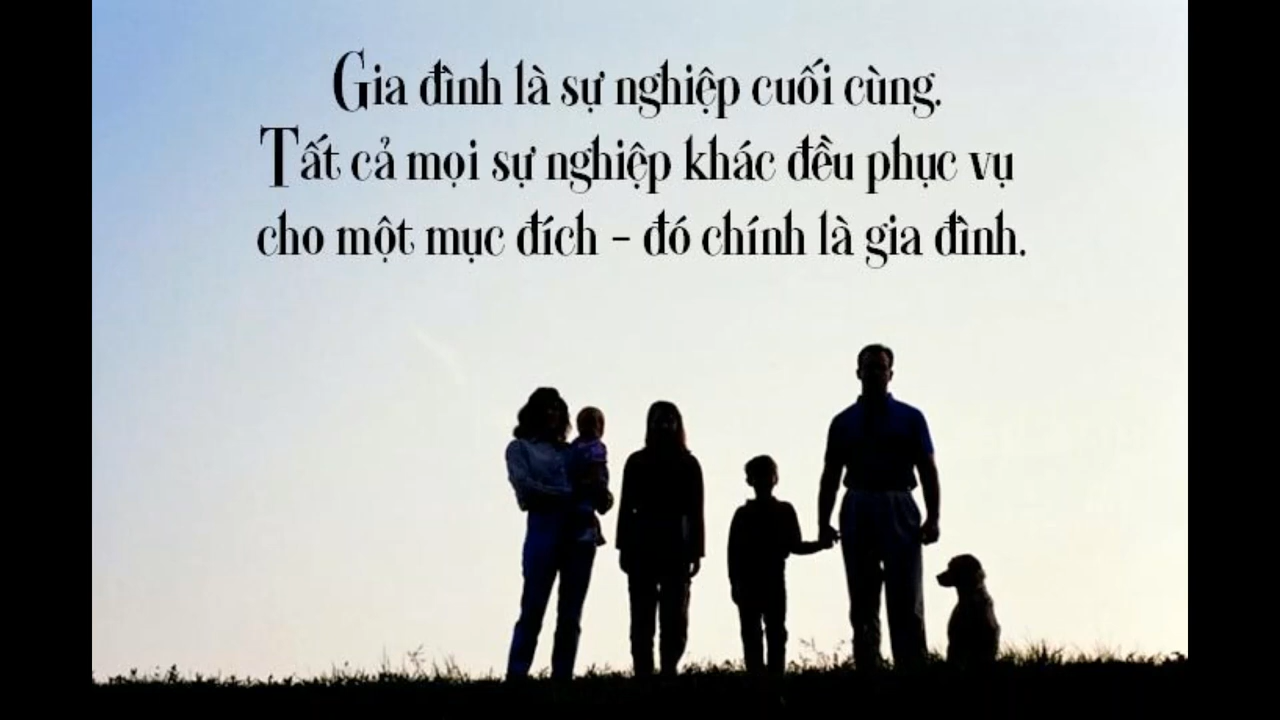 Gia đình là sự nghiệp cuối cùng.
Tất cả mọi sự nghiệp khác đều phục vụ
cho một mục đích - đó chính là gia đình.